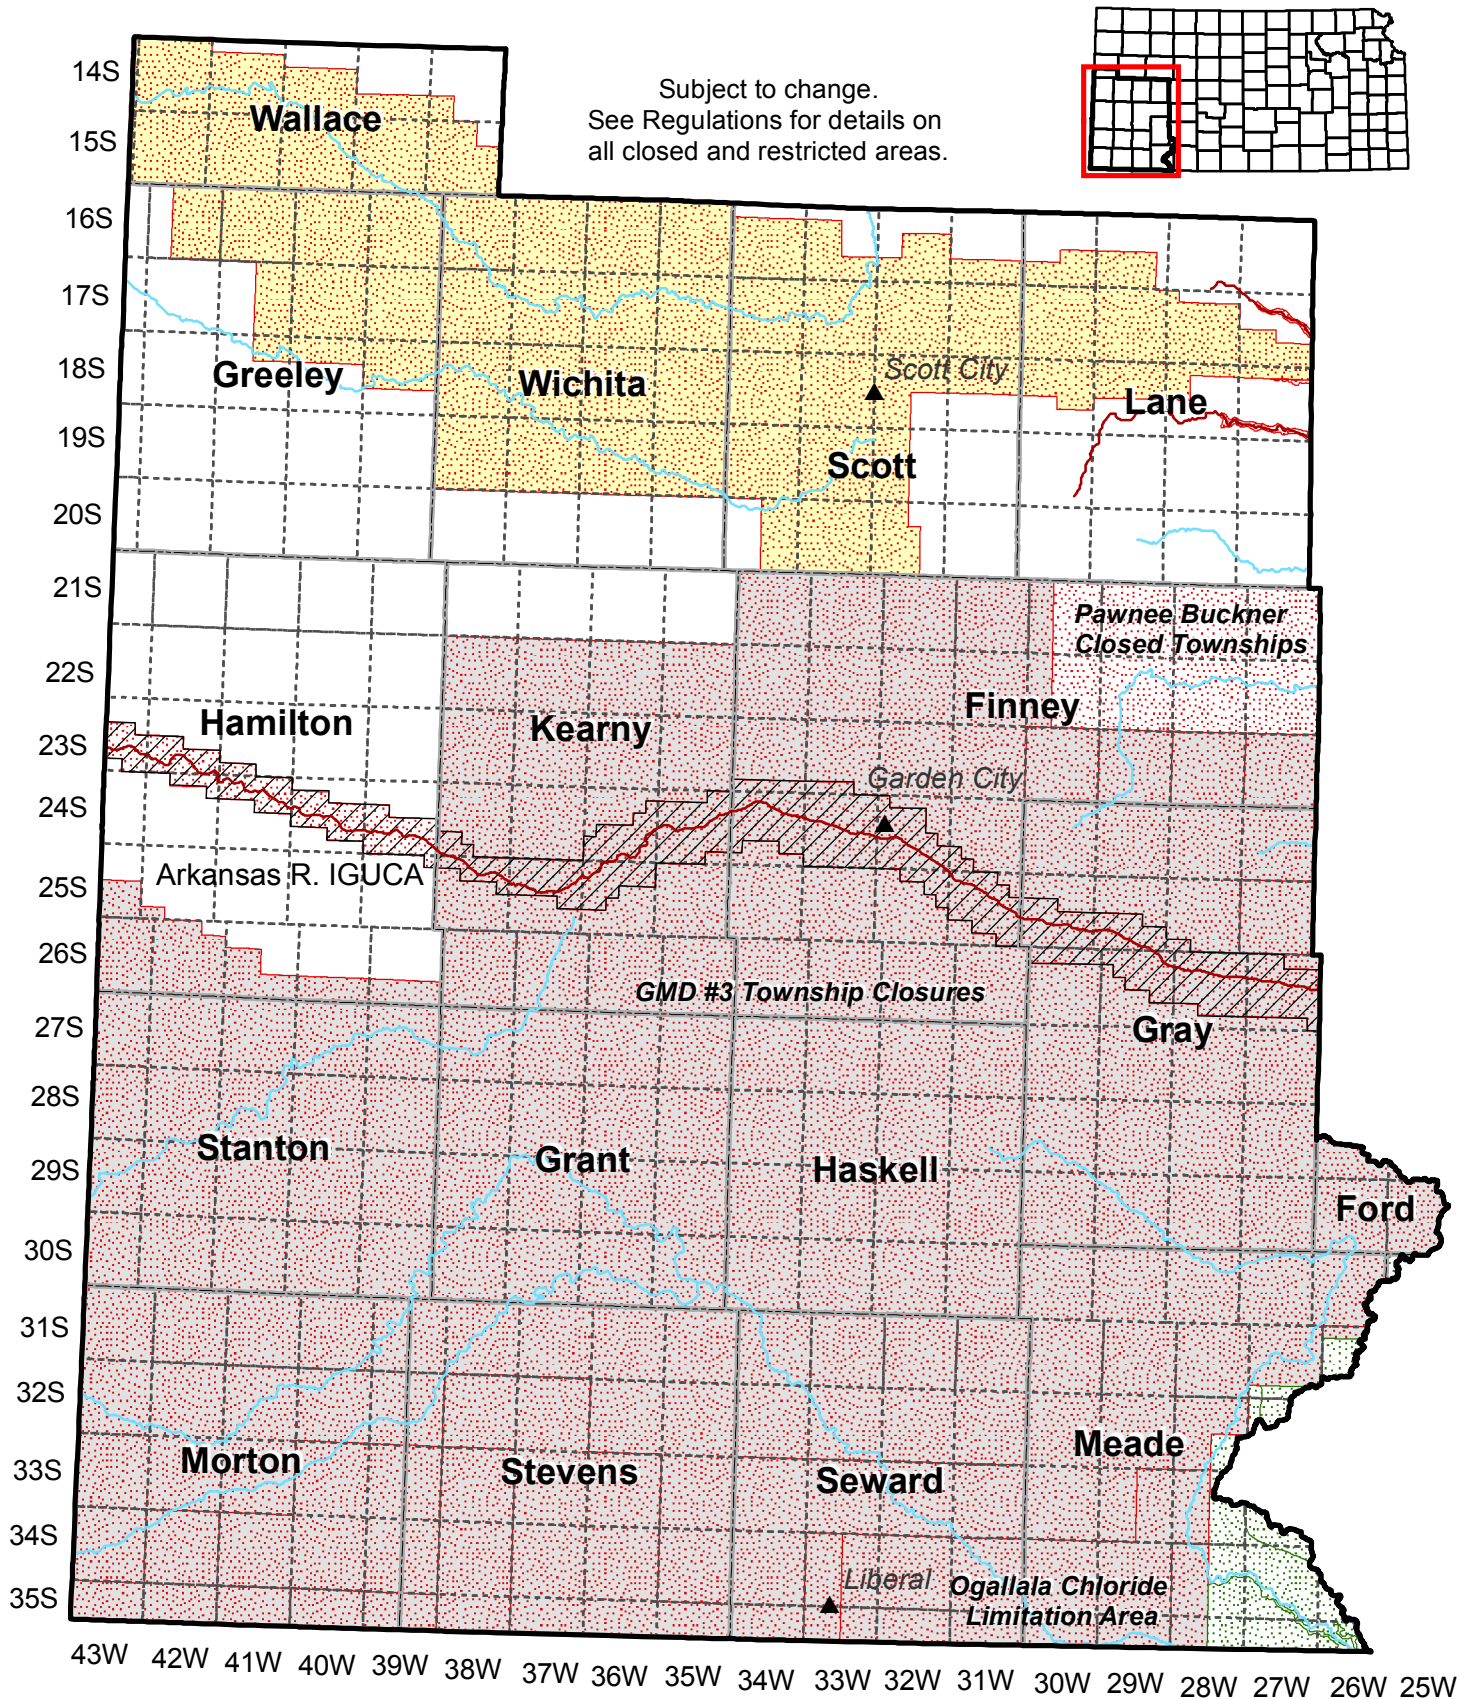 Subject to change.
See Regulations for details on
all closed and restricted areas.
14S
Wallace
15S
16S
17S
18S
Greeley
Wichita
Scott City
Lane
19S
Scott
20S
21S
Pawnee Buckner
Closed Townships
22S
Hamilton
Kearny
Finney
23S
Garden City
24S
Arkansas R. IGUCA
25S
26S
GMD #3 Township Closures
27S
Gray
28S
Stanton
Grant
Haskell
29S
Ford
30S
31S
32S
Morton
Stevens
Seward
Meade
33S
34S
Liberal
Ogallala Chloride
Limitation Area
35S
43W 42W 41W 40W 39W 38W 37W 36W 35W 34W 33W 32W 31W 30W 29W 28W 27W 26W 25W